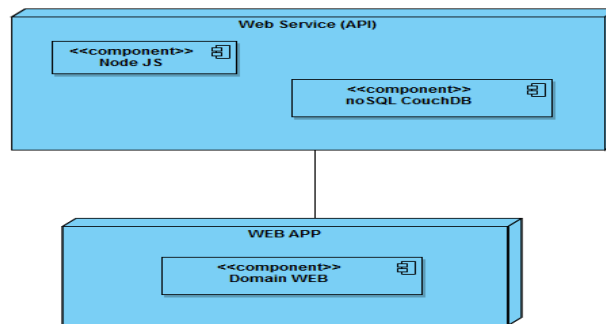 Web Service (API)
<<component>>
Node JS
<<component>>
noSQL CouchDB
WEB APP
<<component>>
Domain WEB